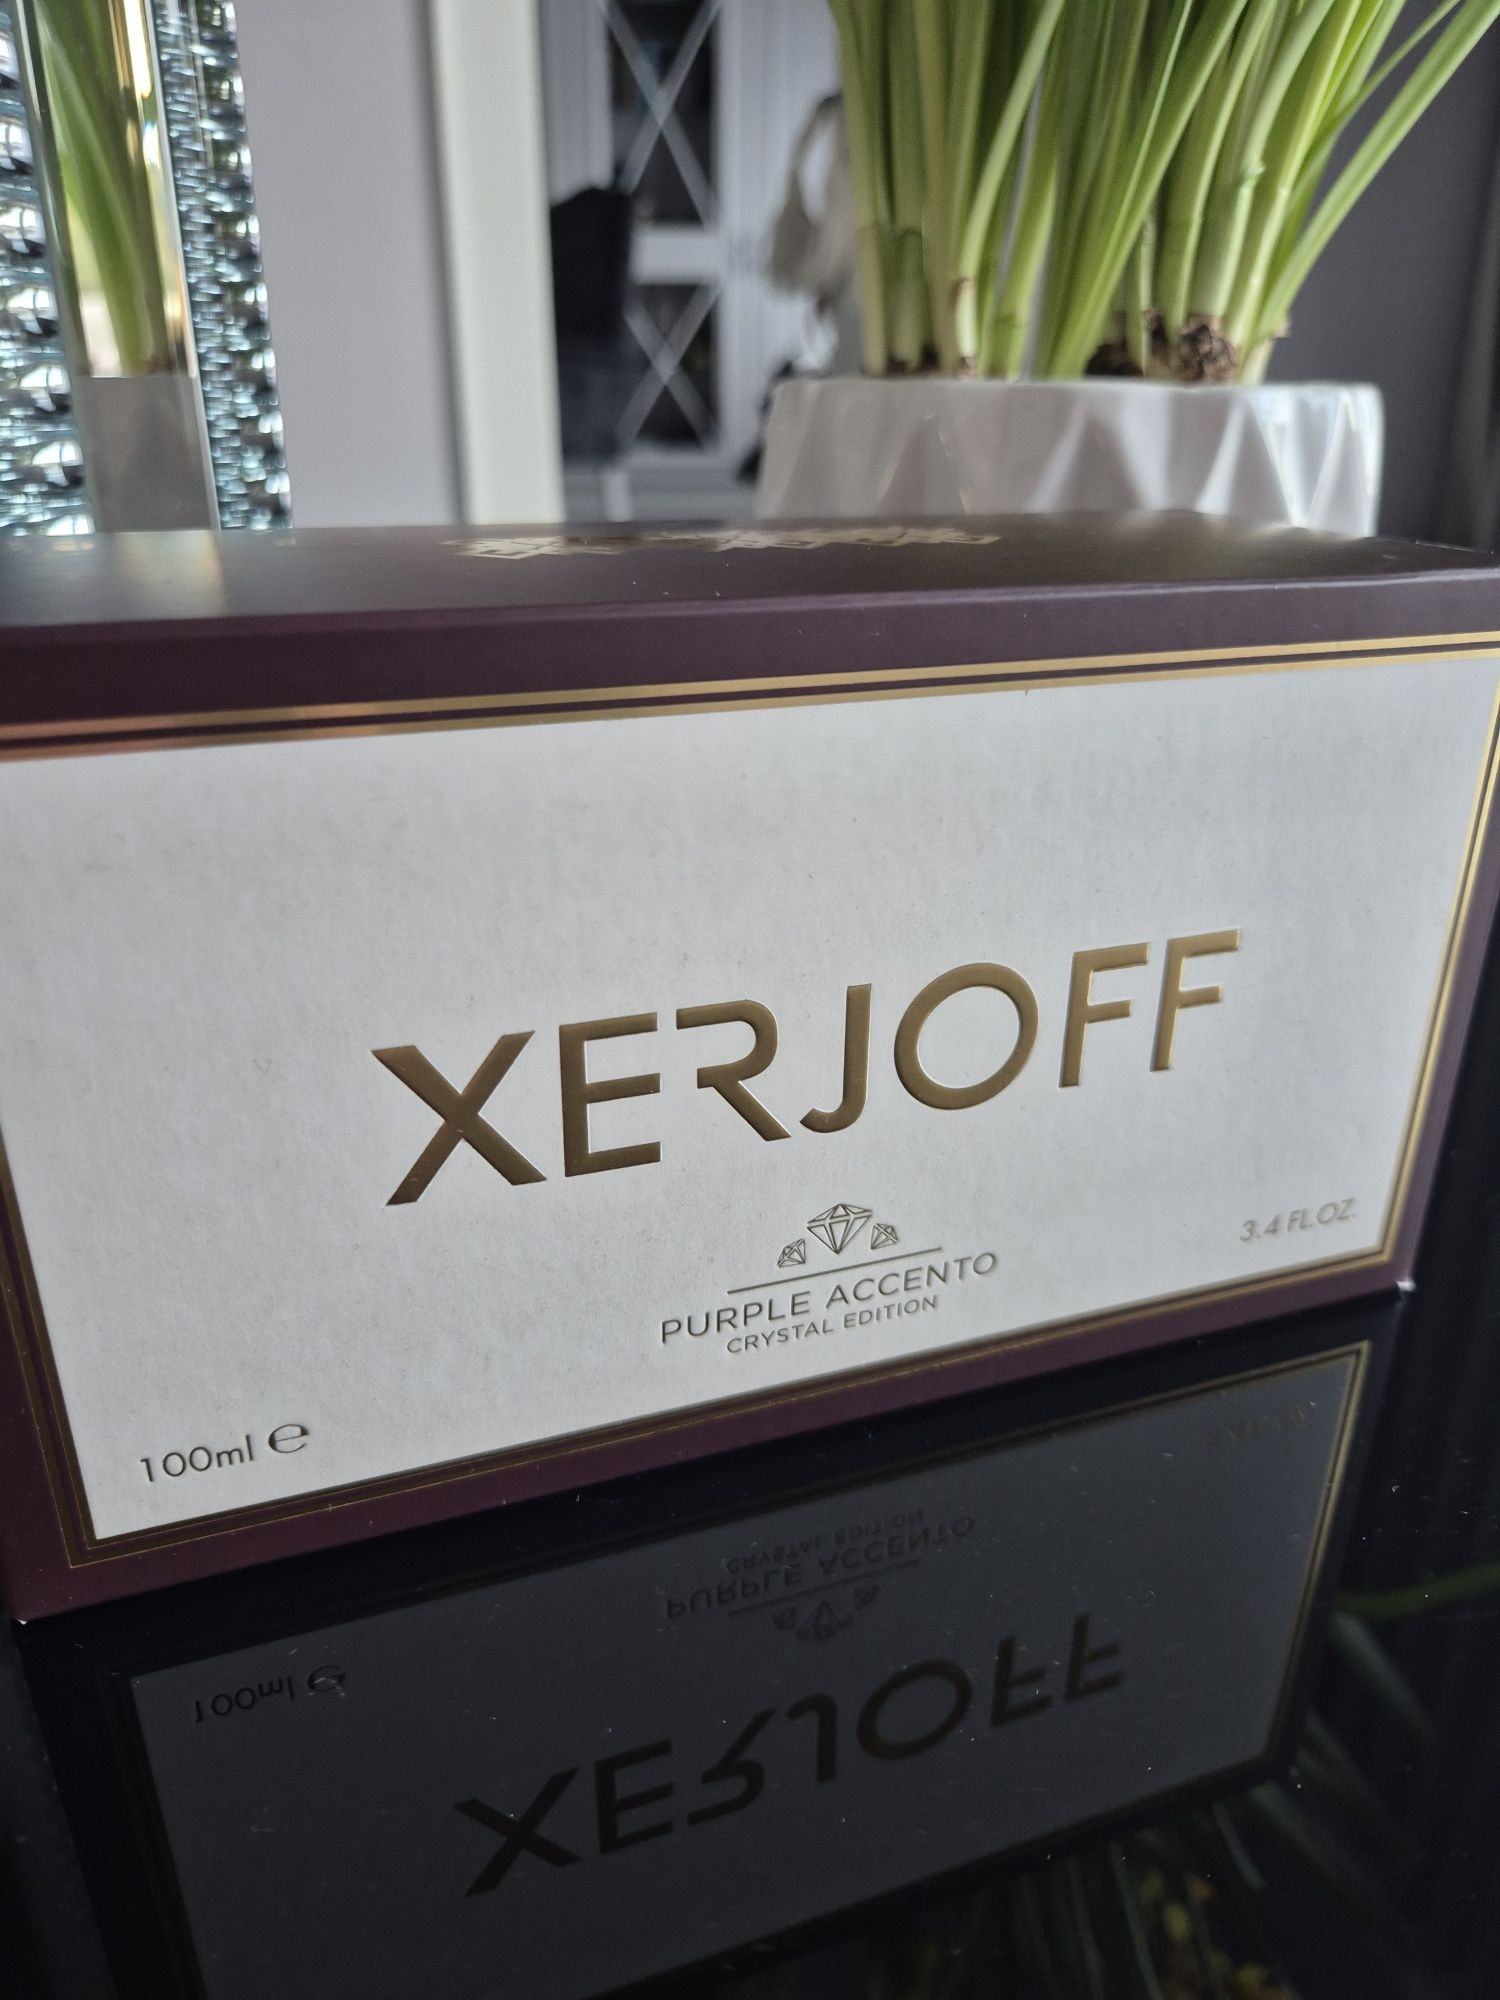 XERJOFF
3.4 FL.OZ.
PURPLE ACCENTO
CRYSTAL EDITION
100ml ℮